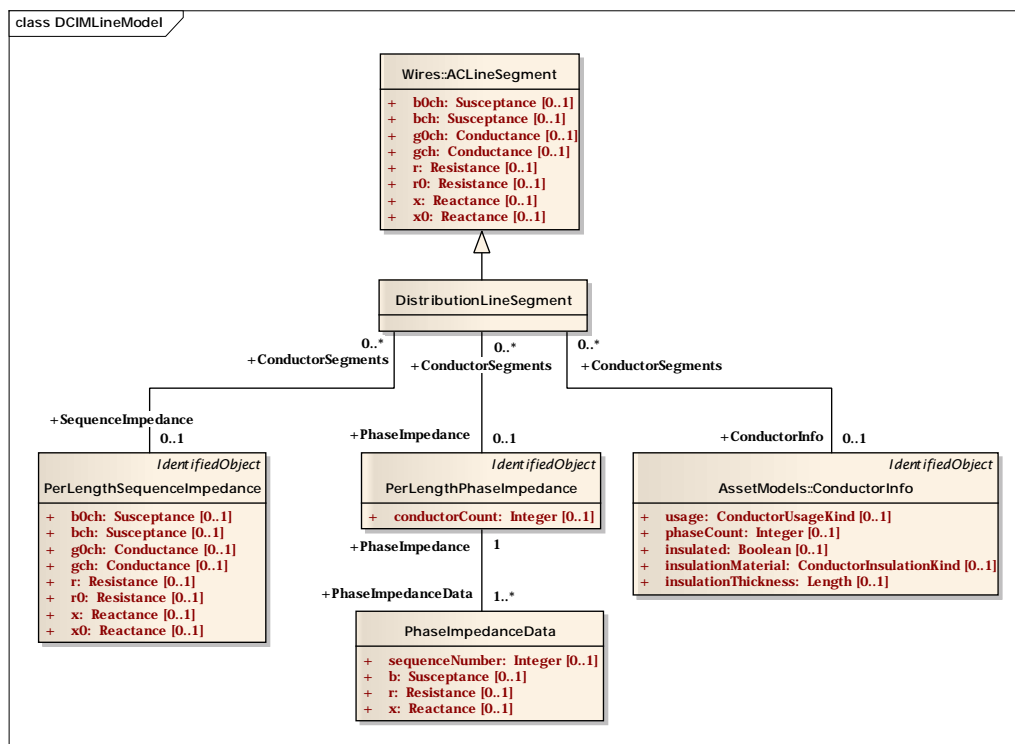 class DCIMLineModel
Wires::ACLineSegment
+ b0ch: Susceptance [0..1]
+ bch: Susceptance [0..1]
+ g0ch: Conductance [0..1]
+ gch: Conductance [0..1]
+ r: Resistance [0..1]
+ r0: Resistance [0..1]
+ x: Reactance [0..1]
+ x0: Reactance [0..1]
DistributionLineSegment
0..*
+ConductorSegments
0..*
+ConductorSegments
0..*
+ConductorSegments
+SequenceImpedance
0..1
+PhaseImpedance
0..1
+ConductorInfo
0..1
IdentifiedObject
PerLengthSequenceImpedance
+ b0ch: Susceptance [0..1]
+ bch: Susceptance [0..1]
+ g0ch: Conductance [0..1]
+ gch: Conductance [0..1]
+ r: Resistance [0..1]
+ r0: Resistance [0..1]
+ x: Reactance [0..1]
+ x0: Reactance [0..1]
IdentifiedObject
PerLengthPhaseImpedance
+ conductorCount: Integer [0..1]
IdentifiedObject
AssetModels::ConductorInfo
+ usage: ConductorUsageKind [0..1]
+ phaseCount: Integer [0..1]
+ insulated: Boolean [0..1]
+ insulationMaterial: ConductorInsulationKind [0..1]
+ insulationThickness: Length [0..1]
+PhaseImpedance
1
+PhaseImpedanceData
1..*
PhaseImpedanceData
+ sequenceNumber: Integer [0..1]
+ b: Susceptance [0..1]
+ r: Resistance [0..1]
+ x: Reactance [0..1]